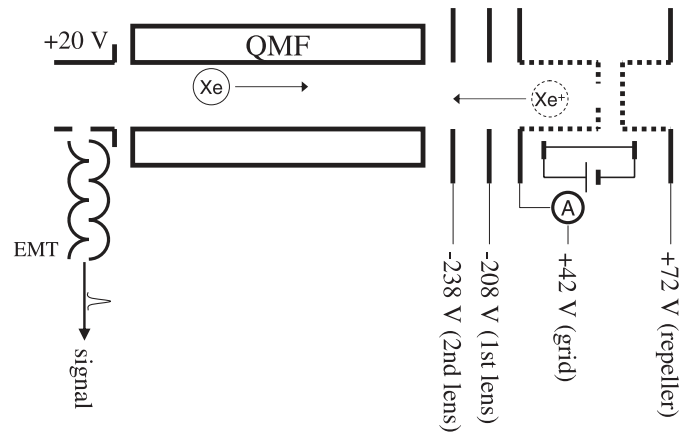 +20 V
QMF
Xe
Xe⁺
A
EMT
signal
-238 V (2nd lens)
-208 V (1st lens)
+42 V (grid)
+72 V (repeller)